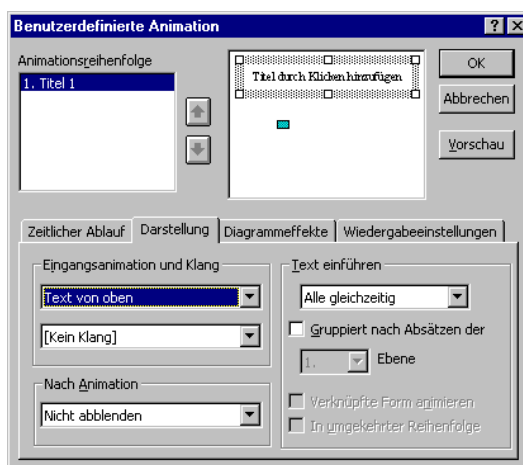 Benutzerdefinierte Animation
Animationsreihenfolge
1. Titel 1
Titel durch Klicken hinzufügen
OK
Abbrechen
Vorschau
Zeitlicher Ablauf
Darstellung
Diagrammeffekte
Wiedergabeeinstellungen
Eingangsanimation und Klang
Text von oben
[Kein Klang]
Nach Animation
Nicht abblenden
Text einführen
Alle gleichzeitig
Gruppiert nach Absätzen der
1. Ebene
Verknüpfte Form animieren
In umgekehrter Reihenfolge